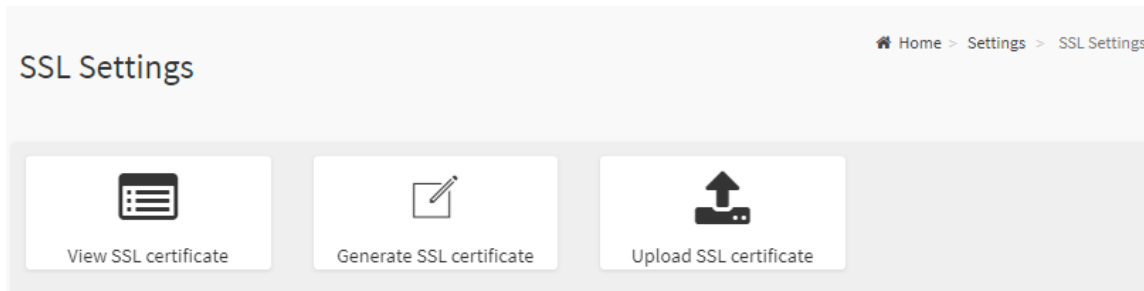 Home > Settings > SSL Settings
SSL Settings
View SSL certificate
Generate SSL certificate
Upload SSL certificate